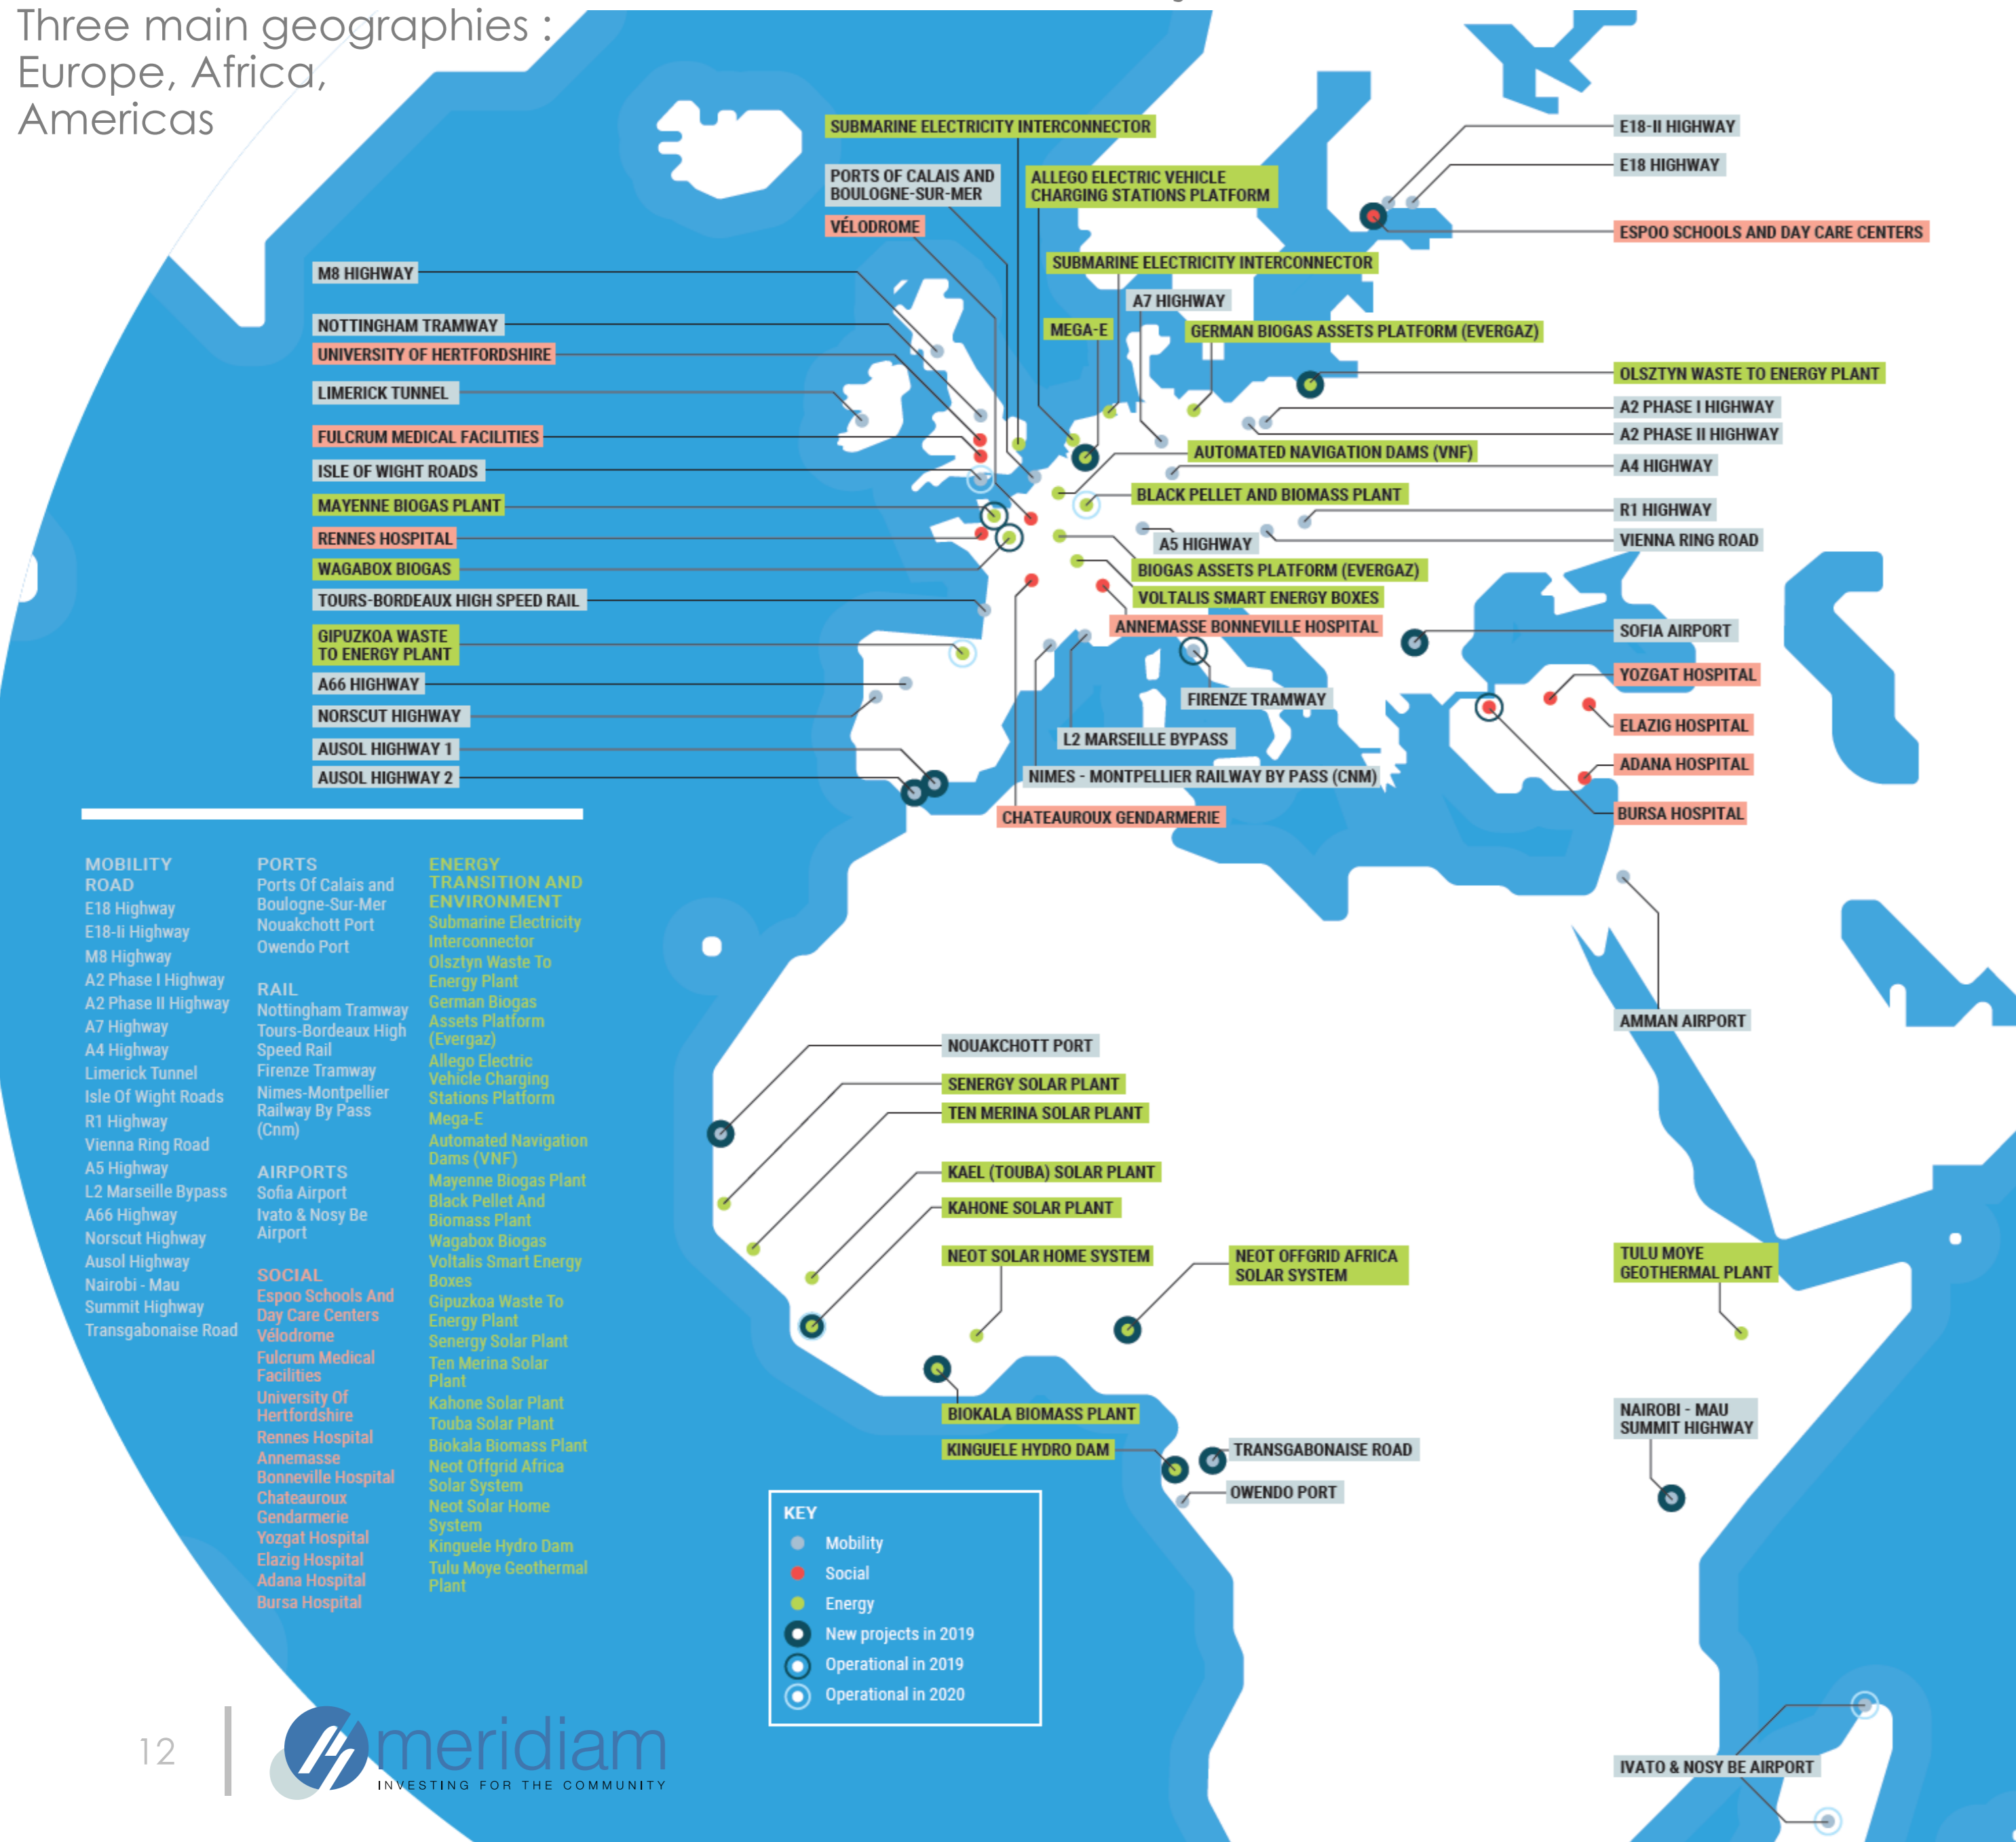 Three main geographies :
Europe, Africa,
Americas
SUBMARINE ELECTRICITY INTERCONNECTOR
PORTS OF CALAIS AND
BOULOGNE-SUR-MER
ALLEGO ELECTRIC VEHICLE
CHARGING STATIONS PLATFORM
VÉLODROME
SUBMARINE ELECTRICITY INTERCONNECTOR
A7 HIGHWAY
MEGA-E
GERMAN BIOGAS ASSETS PLATFORM (EVERGAZ)
E18-II HIGHWAY
E18 HIGHWAY
ESPOO SCHOOLS AND DAY CARE CENTERS
M8 HIGHWAY
NOTTINGHAM TRAMWAY
UNIVERSITY OF HERTFORDSHIRE
LIMERICK TUNNEL
FULCRUM MEDICAL FACILITIES
ISLE OF WIGHT ROADS
MAYENNE BIOGAS PLANT
RENNES HOSPITAL
WAGABOX BIOGAS
TOURS-BORDEAUX HIGH SPEED RAIL
GIPUZKOA WASTE
TO ENERGY PLANT
A66 HIGHWAY
NORSCUT HIGHWAY
AUSOL HIGHWAY 1
AUSOL HIGHWAY 2
OLSZTYN WASTE TO ENERGY PLANT
A2 PHASE I HIGHWAY
A2 PHASE II HIGHWAY
AUTOMATED NAVIGATION DAMS (VNF)
A4 HIGHWAY
BLACK PELLET AND BIOMASS PLANT
R1 HIGHWAY
A5 HIGHWAY
VIENNA RING ROAD
BIOGAS ASSETS PLATFORM (EVERGAZ)
VOLTALIS SMART ENERGY BOXES
ANNEMASSE BONNEVILLE HOSPITAL
SOFIA AIRPORT
YOZGAT HOSPITAL
FIRENZE TRAMWAY
ELAZIG HOSPITAL
L2 MARSEILLE BYPASS
ADANA HOSPITAL
NIMES - MONTPELLIER RAILWAY BY PASS (CNM)
CHATEAUROUX GENDARMERIE
BURSA HOSPITAL
MOBILITY
ROAD
E18 Highway
E18-Ii Highway
M8 Highway
A2 Phase I Highway
A2 Phase II Highway
A7 Highway
A4 Highway
Limerick Tunnel
Isle Of Wight Roads
R1 Highway
Vienna Ring Road
A5 Highway
L2 Marseille Bypass
A66 Highway
Norscut Highway
Ausol Highway
Nairobi - Mau
Summit Highway
Transgabonaise Road
PORTS
Ports Of Calais and
Boulogne-Sur-Mer
Nouakchott Port
Owendo Port
RAIL
Nottingham Tramway
Tours-Bordeaux High
Speed Rail
Firenze Tramway
Nimes-Montpellier
Railway By Pass
(Cnm)
AIRPORTS
Sofia Airport
Ivato & Nosy Be
Airport
SOCIAL
Espoo Schools And
Day Care Centers
Vélodrome
Fulcrum Medical
Facilities
University Of
Hertfordshire
Rennes Hospital
Annemasse
Bonneville Hospital
Chateauroux
Gendarmerie
Yozgat Hospital
Elazig Hospital
Adana Hospital
Bursa Hospital
ENERGY
TRANSITION AND
ENVIRONMENT
Submarine Electricity
Interconnector
Olsztyn Waste To
Energy Plant
German Biogas
Assets Platform
(Evergaz)
Allego Electric
Vehicle Charging
Stations Platform
Mega-E
Automated Navigation
Dams (VNF)
Mayenne Biogas Plant
Black Pellet And
Biomass Plant
Wagabox Biogas
Voltalis Smart Energy
Boxes
Gipuzkoa Waste To
Energy Plant
Senergy Solar Plant
Ten Merina Solar
Plant
Kahone Solar Plant
Touba Solar Plant
Biokala Biomass Plant
Neot Offgrid Africa
Solar System
Neot Solar Home
System
Kinguele Hydro Dam
Tulu Moye Geothermal
Plant
AMMAN AIRPORT
NOUAKCHOTT PORT
SENERGY SOLAR PLANT
TEN MERINA SOLAR PLANT
KAEL (TOUBA) SOLAR PLANT
KAHONE SOLAR PLANT
NEOT SOLAR HOME SYSTEM
NEOT OFFGRID AFRICA
SOLAR SYSTEM
TULU MOYE
GEOTHERMAL PLANT
BIOKALA BIOMASS PLANT
KINGUELE HYDRO DAM
TRANSGABONAISE ROAD
OWENDO PORT
NAIROBI - MAU
SUMMIT HIGHWAY
KEY
Mobility
Social
Energy
New projects in 2019
Operational in 2019
Operational in 2020
IVATO & NOSY BE AIRPORT
12
meridiam
INVESTING FOR THE COMMUNITY